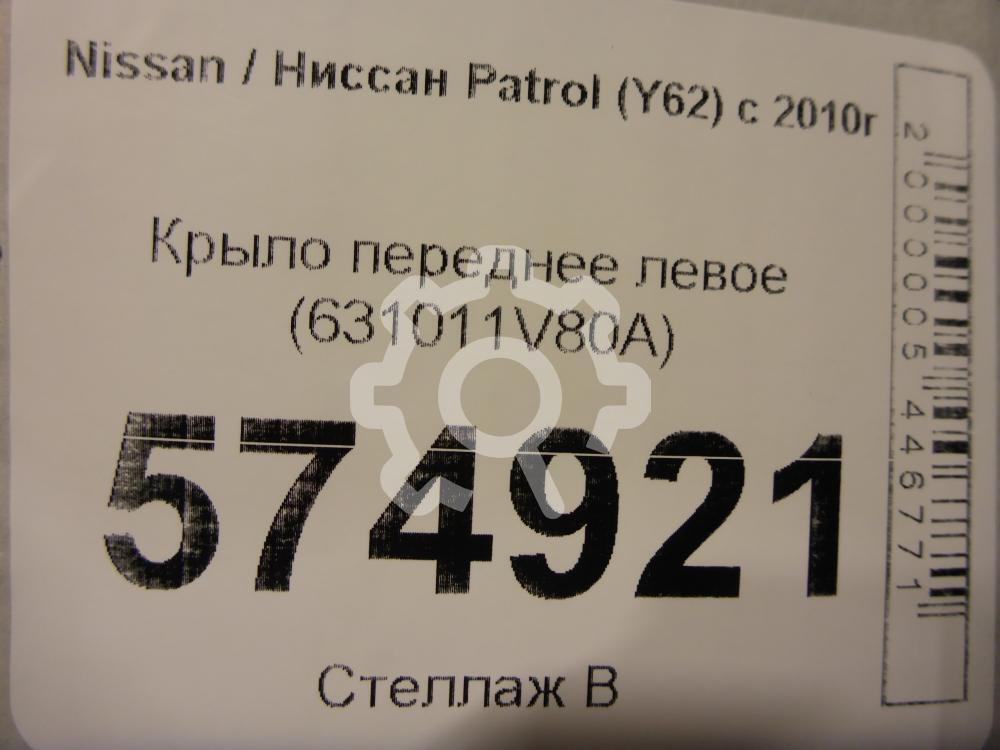 Nissan / Ниссан Patrol (Y62) с 2010г
Крыло переднее левое
(631011V80A)
574921
Стеллаж В
2000005446771